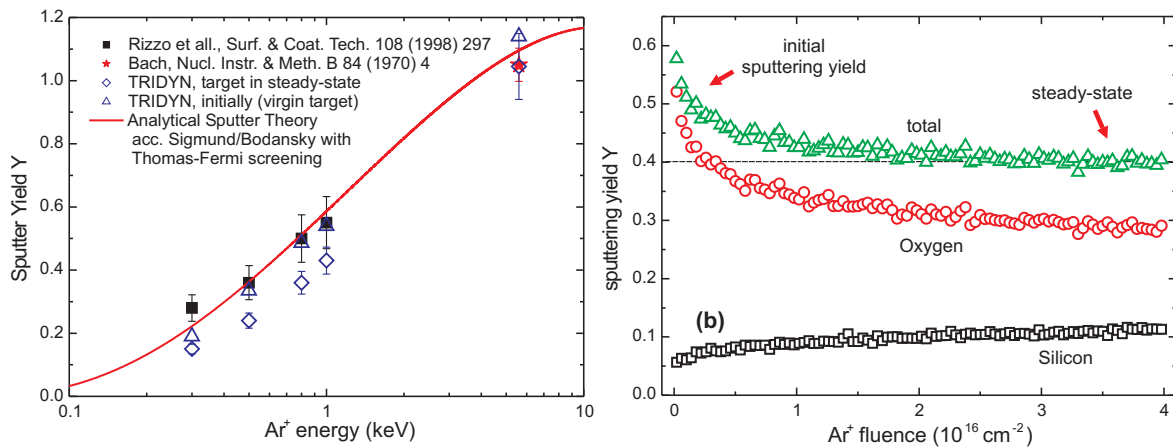 1.2
1.0
0.8
0.6
0.4
0.2
0.0
Sputter Yield Y
Rizzo et all., Surf. & Coat. Tech. 108 (1998) 297
Bach, Nucl. Instr. & Meth. B 84 (1970) 4
TRIDYN, target in steady-state
TRIDYN, initially (virgin target)
Analytical Sputter Theory
acc. Sigmund/Bodansky with
Thomas-Fermi screening
0.1
1
10
Ar+ energy (keV)
0.6
0.5
0.4
0.3
0.2
0.1
0.0
sputtering yield Y
initial
sputtering yield
steady-state
total
Oxygen
(b)
Silicon
0
1
2
3
4
Ar+ fluence (10 16 cm-2)